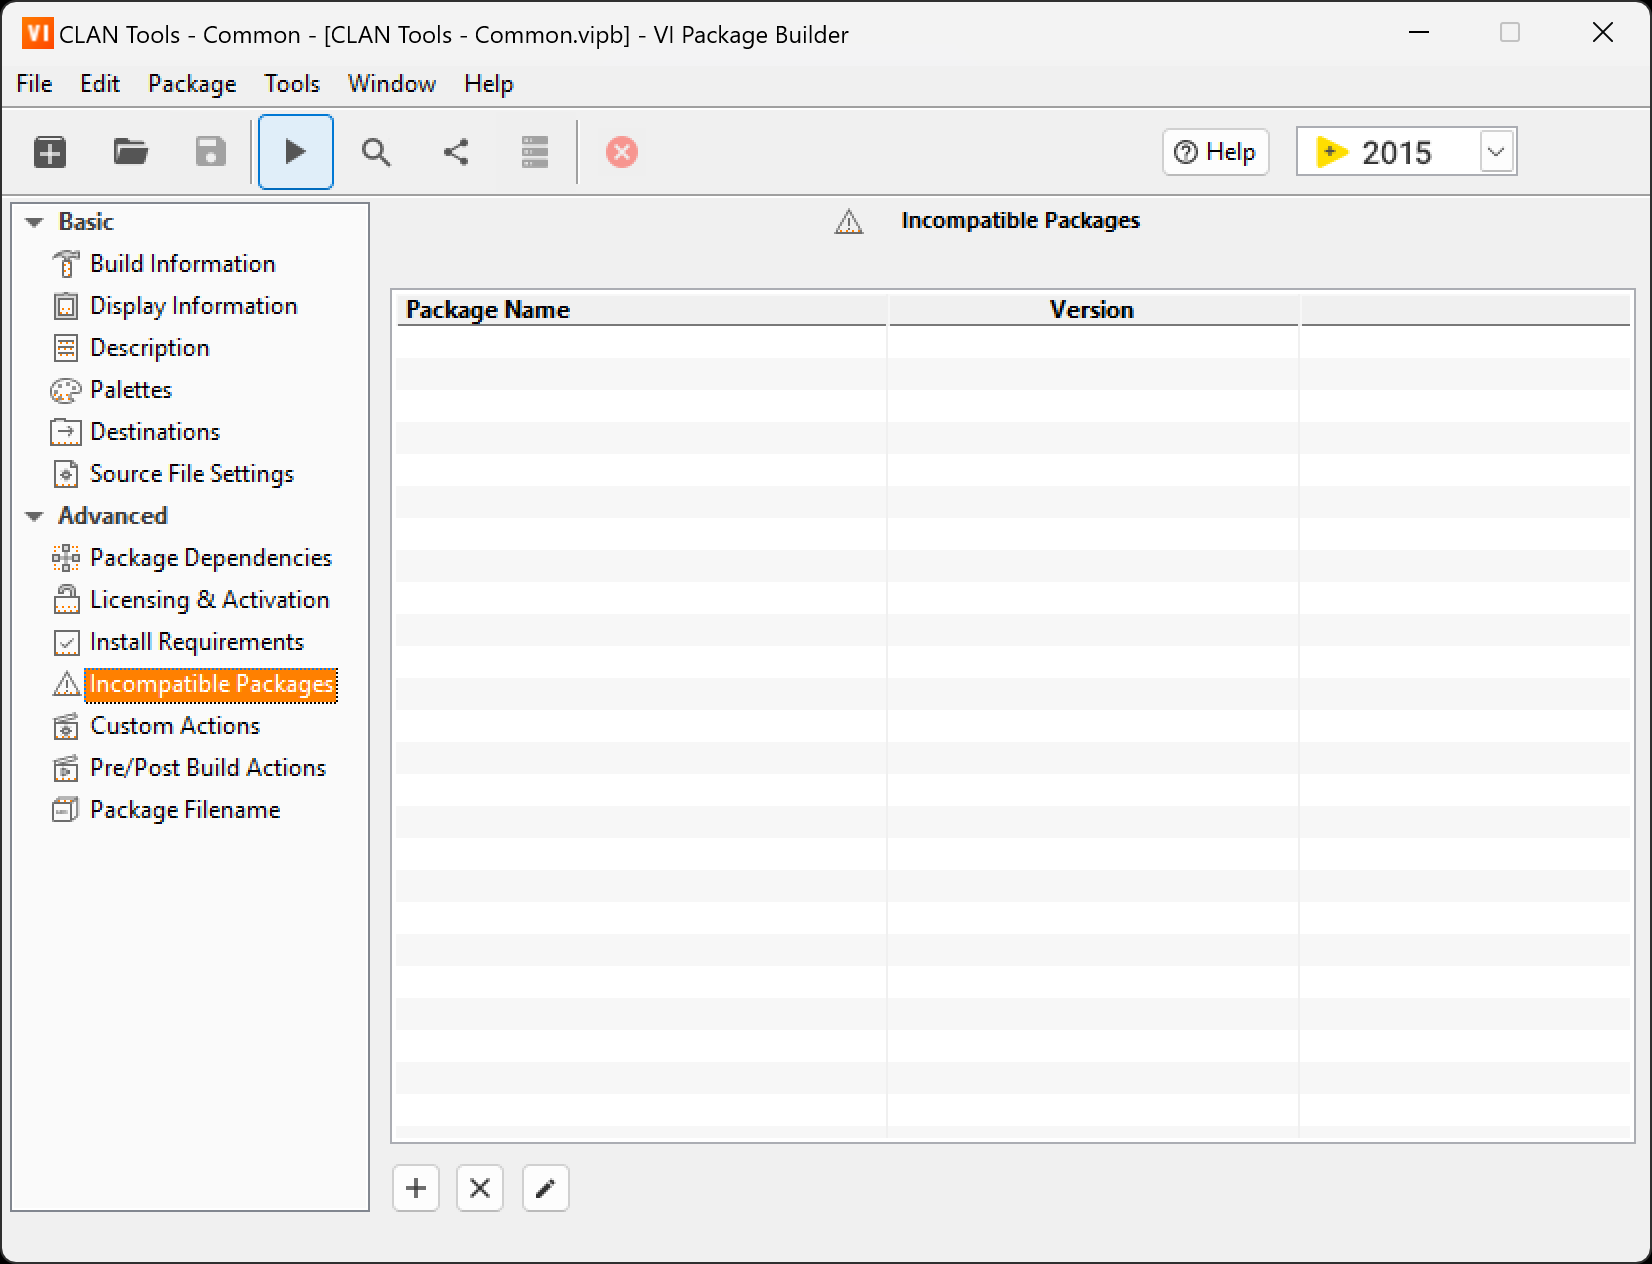 VI CLAN Tools - Common - [CLAN Tools - Common.vipb] - VI Package Builder
File Edit Package Tools Window Help
Help 2015
Basic
Build Information
Display Information
Description
Palettes
Destinations
Source File Settings
Advanced
Package Dependencies
Licensing & Activation
Install Requirements
Incompatible Packages
Custom Actions
Pre/Post Build Actions
Package Filename
Incompatible Packages
Package Name Version